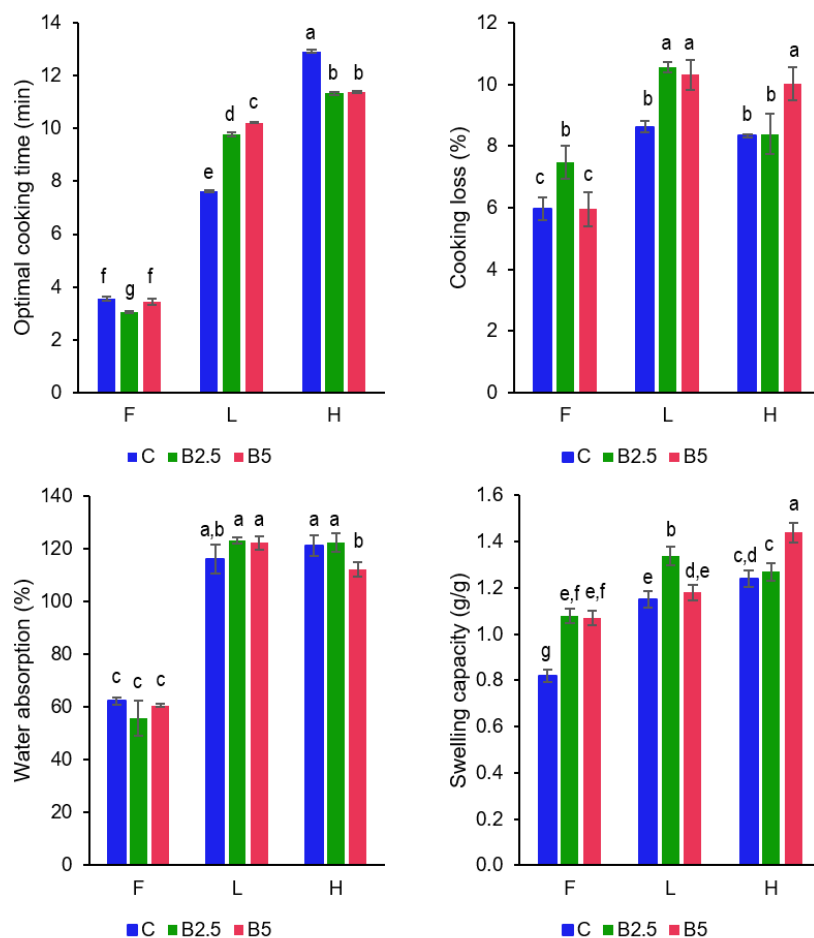 Optimal cooking time (min)
14
12
10
8
6
4
2
0
f g f
e d c
a b b
F L H
C B2.5 B5
Cooking loss (%)
12
10
8
6
4
2
0
c b c
b a a
b b a
F L H
C B2.5 B5
Water absorption (%)
140
120
100
80
60
40
20
0
c c c
a,b a a
a a b
F L H
C B2.5 B5
Swelling capacity (g/g)
1.6
1.4
1.2
1.0
0.8
0.6
0.4
0.2
0.0
g e,f e,f
e b d,e
c,d c a
F L H
C B2.5 B5